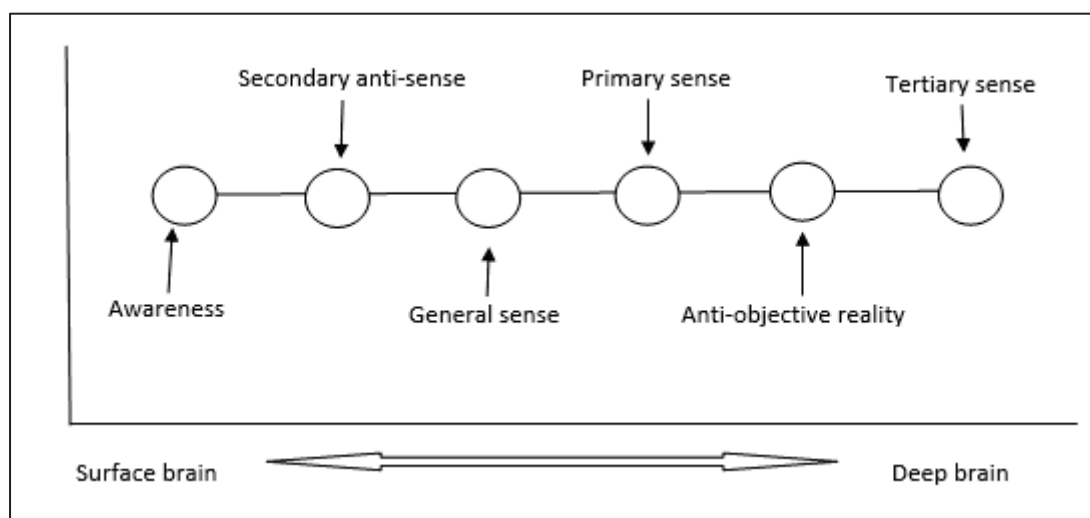 Secondary anti-sense
Primary sense
Tertiary sense
Awareness
General sense
Anti-objective reality
Surface brain
Deep brain